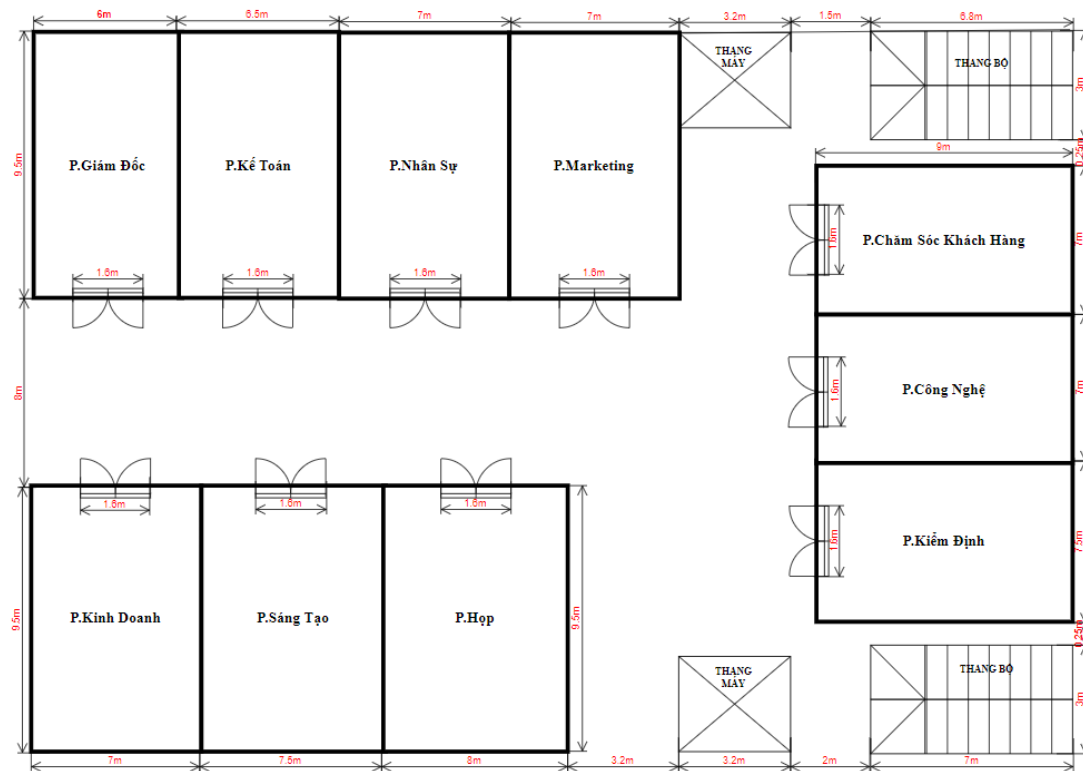 6m
6.5m
7m
7m
3.2m
1.5m
6.8m
THANG
MÁY
THANG BỘ
3m
0.25m
9m
9.5m
P.Giám Đốc
P.Kế Toán
P.Nhân Sự
P.Marketing
1.6m
1.6m
1.6m
1.6m
P.Chăm Sóc Khách Hàng
1.6m
7m
8m
P.Công Nghệ
1.6m
7m
1.6m
1.6m
1.6m
P.Kiểm Định
1.6m
7.5m
9.5m
P.Kinh Doanh
P.Sáng Tạo
P.Họp
9.5m
0.25m
THANG
MÁY
THANG BỘ
3m
7m
7.5m
8m
3.2m
3.2m
2m
7m